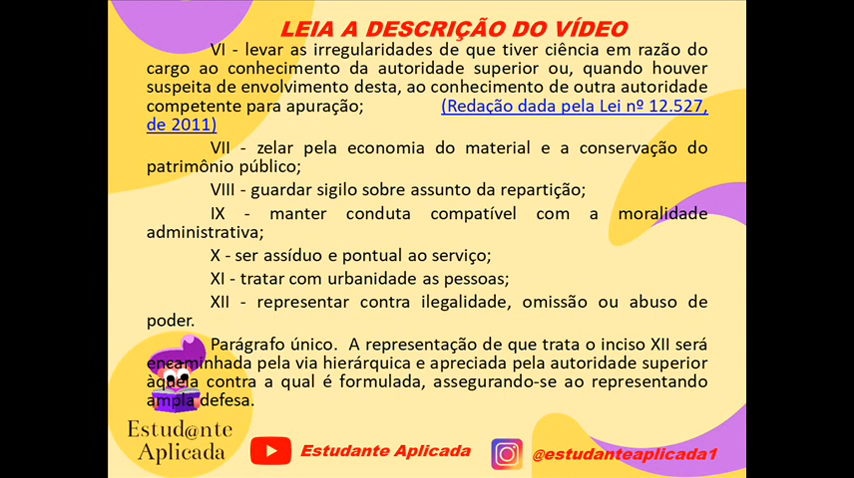 LEIA A DESCRIÇÃO DO VÍDEO
VI - levar as irregularidades de que tiver ciência em razão do
cargo ao conhecimento da autoridade superior ou, quando houver
suspeita de envolvimento desta, ao conhecimento de outra autoridade
competente para apuração; (Redação dada pela Lei nº 12.527,
de 2011)
VII - zelar pela economia do material e a conservação do
patrimônio público;
VIII - guardar sigilo sobre assunto da repartição;
IX - manter conduta compatível com a moralidade
administrativa;
X - ser assíduo e pontual ao serviço;
XI - tratar com urbanidade as pessoas;
XII - representar contra ilegalidade, omissão ou abuso de
poder.
Parágrafo único. A representação de que trata o inciso XII será
encaminhada pela via hierárquica e apreciada pela autoridade superior
àquela contra a qual é formulada, assegurando-se ao representando
ampla defesa.
Estud@nte
Aplicada
Estudante Aplicada
@estudanteaplicada1